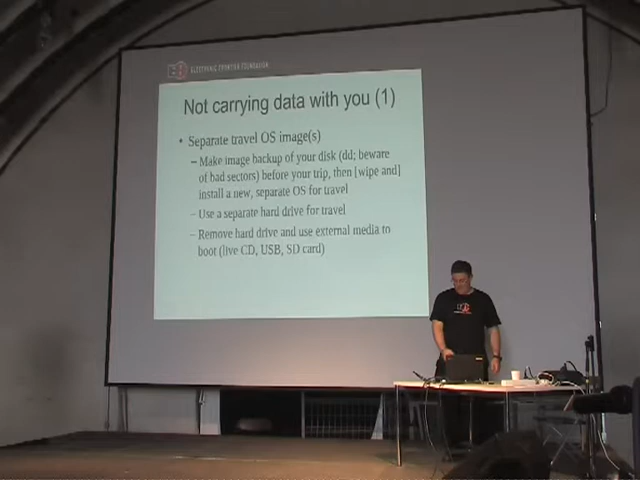 ELECTRONIC FRONTIER FOUNDATION
Not carrying data with you (1)
• Separate travel OS image(s)
– Make image backup of your disk (dd; beware
of bad sectors) before your trip, then [wipe and]
install a new, separate OS for travel
– Use a separate hard drive for travel
– Remove hard drive and use external media to
boot (live CD, USB, SD card)